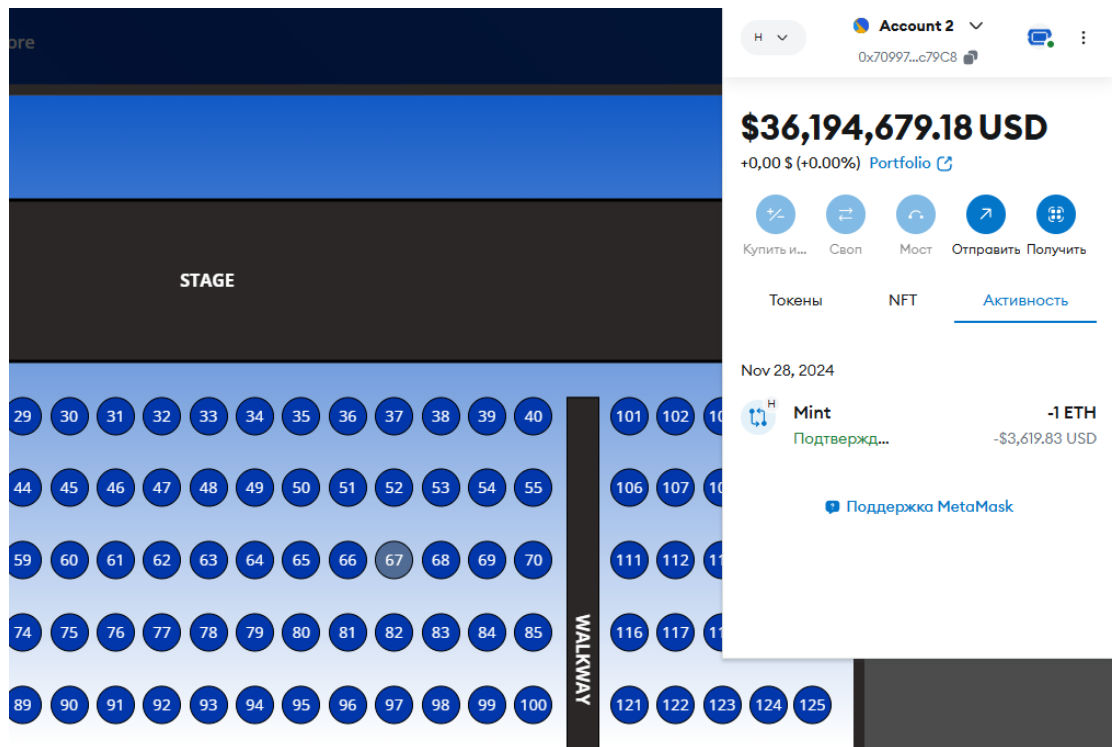 ore
STAGE
29 30 31 32 33 34 35 36 37 38 39 40
44 45 46 47 48 49 50 51 52 53 54 55
59 60 61 62 63 64 65 66 67 68 69 70
74 75 76 77 78 79 80 81 82 83 84 85
89 90 91 92 93 94 95 96 97 98 99 100
WALKWAY
101 102 10
106 107 10
111 112 11
116 117 11
121 122 123 124 125
H
Account 2
0x70997...c79C8
$36,194,679.18 USD
+0,00 $ (+0.00%) Portfolio
Купить и... Своп Мост Отправить Получить
Токены NFT Активность
Nov 28, 2024
H
Mint -1 ETH
Подтвержд... -$3,619.83 USD
Поддержка MetaMask